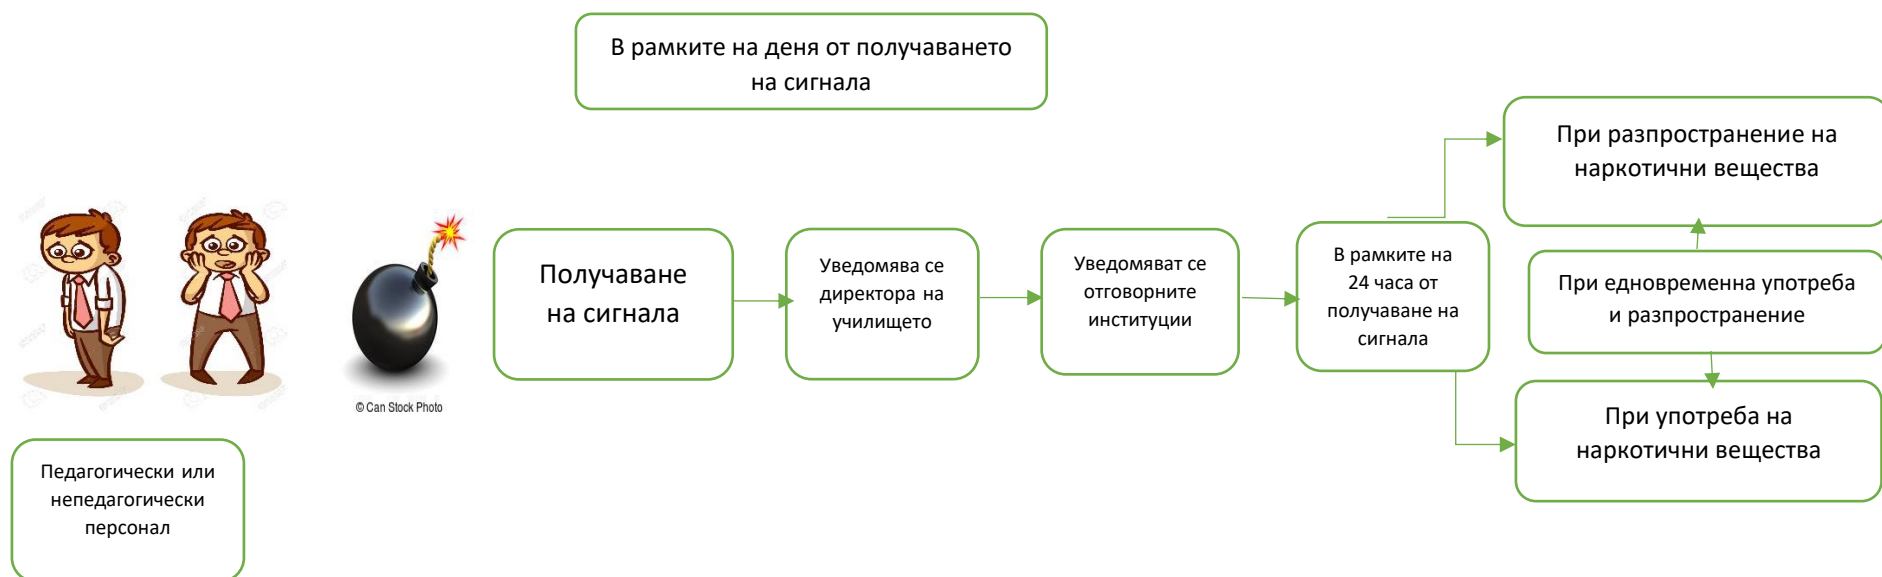 В рамките на деня от получаването
на сигнала
При разпространение на
наркотични вещества
Получаване
на сигнала
Уведомява се
директора на
училището
Уведомяват се
отговорните
институции
В рамките на
24 часа от
получаване на
сигнала
При едновременна употреба
и разпространение
При употреба на
наркотични вещества
© Can Stock Photo
Педагогически или
непедагогически
персонал